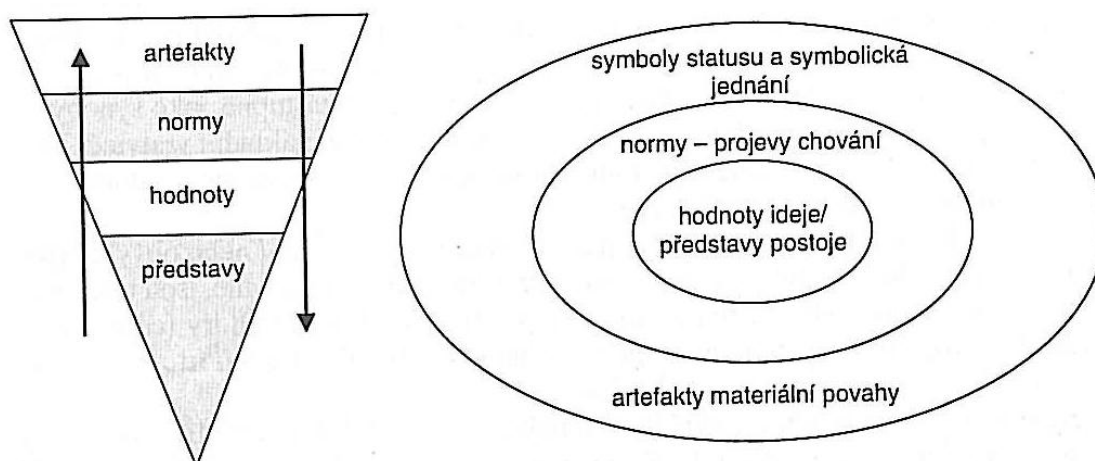 artefakty
normy
hodnoty
představy
symboly statusu a symbolická
jednání
normy – projevy chování
hodnoty ideje/
představy postoje
artefakty materiální povahy